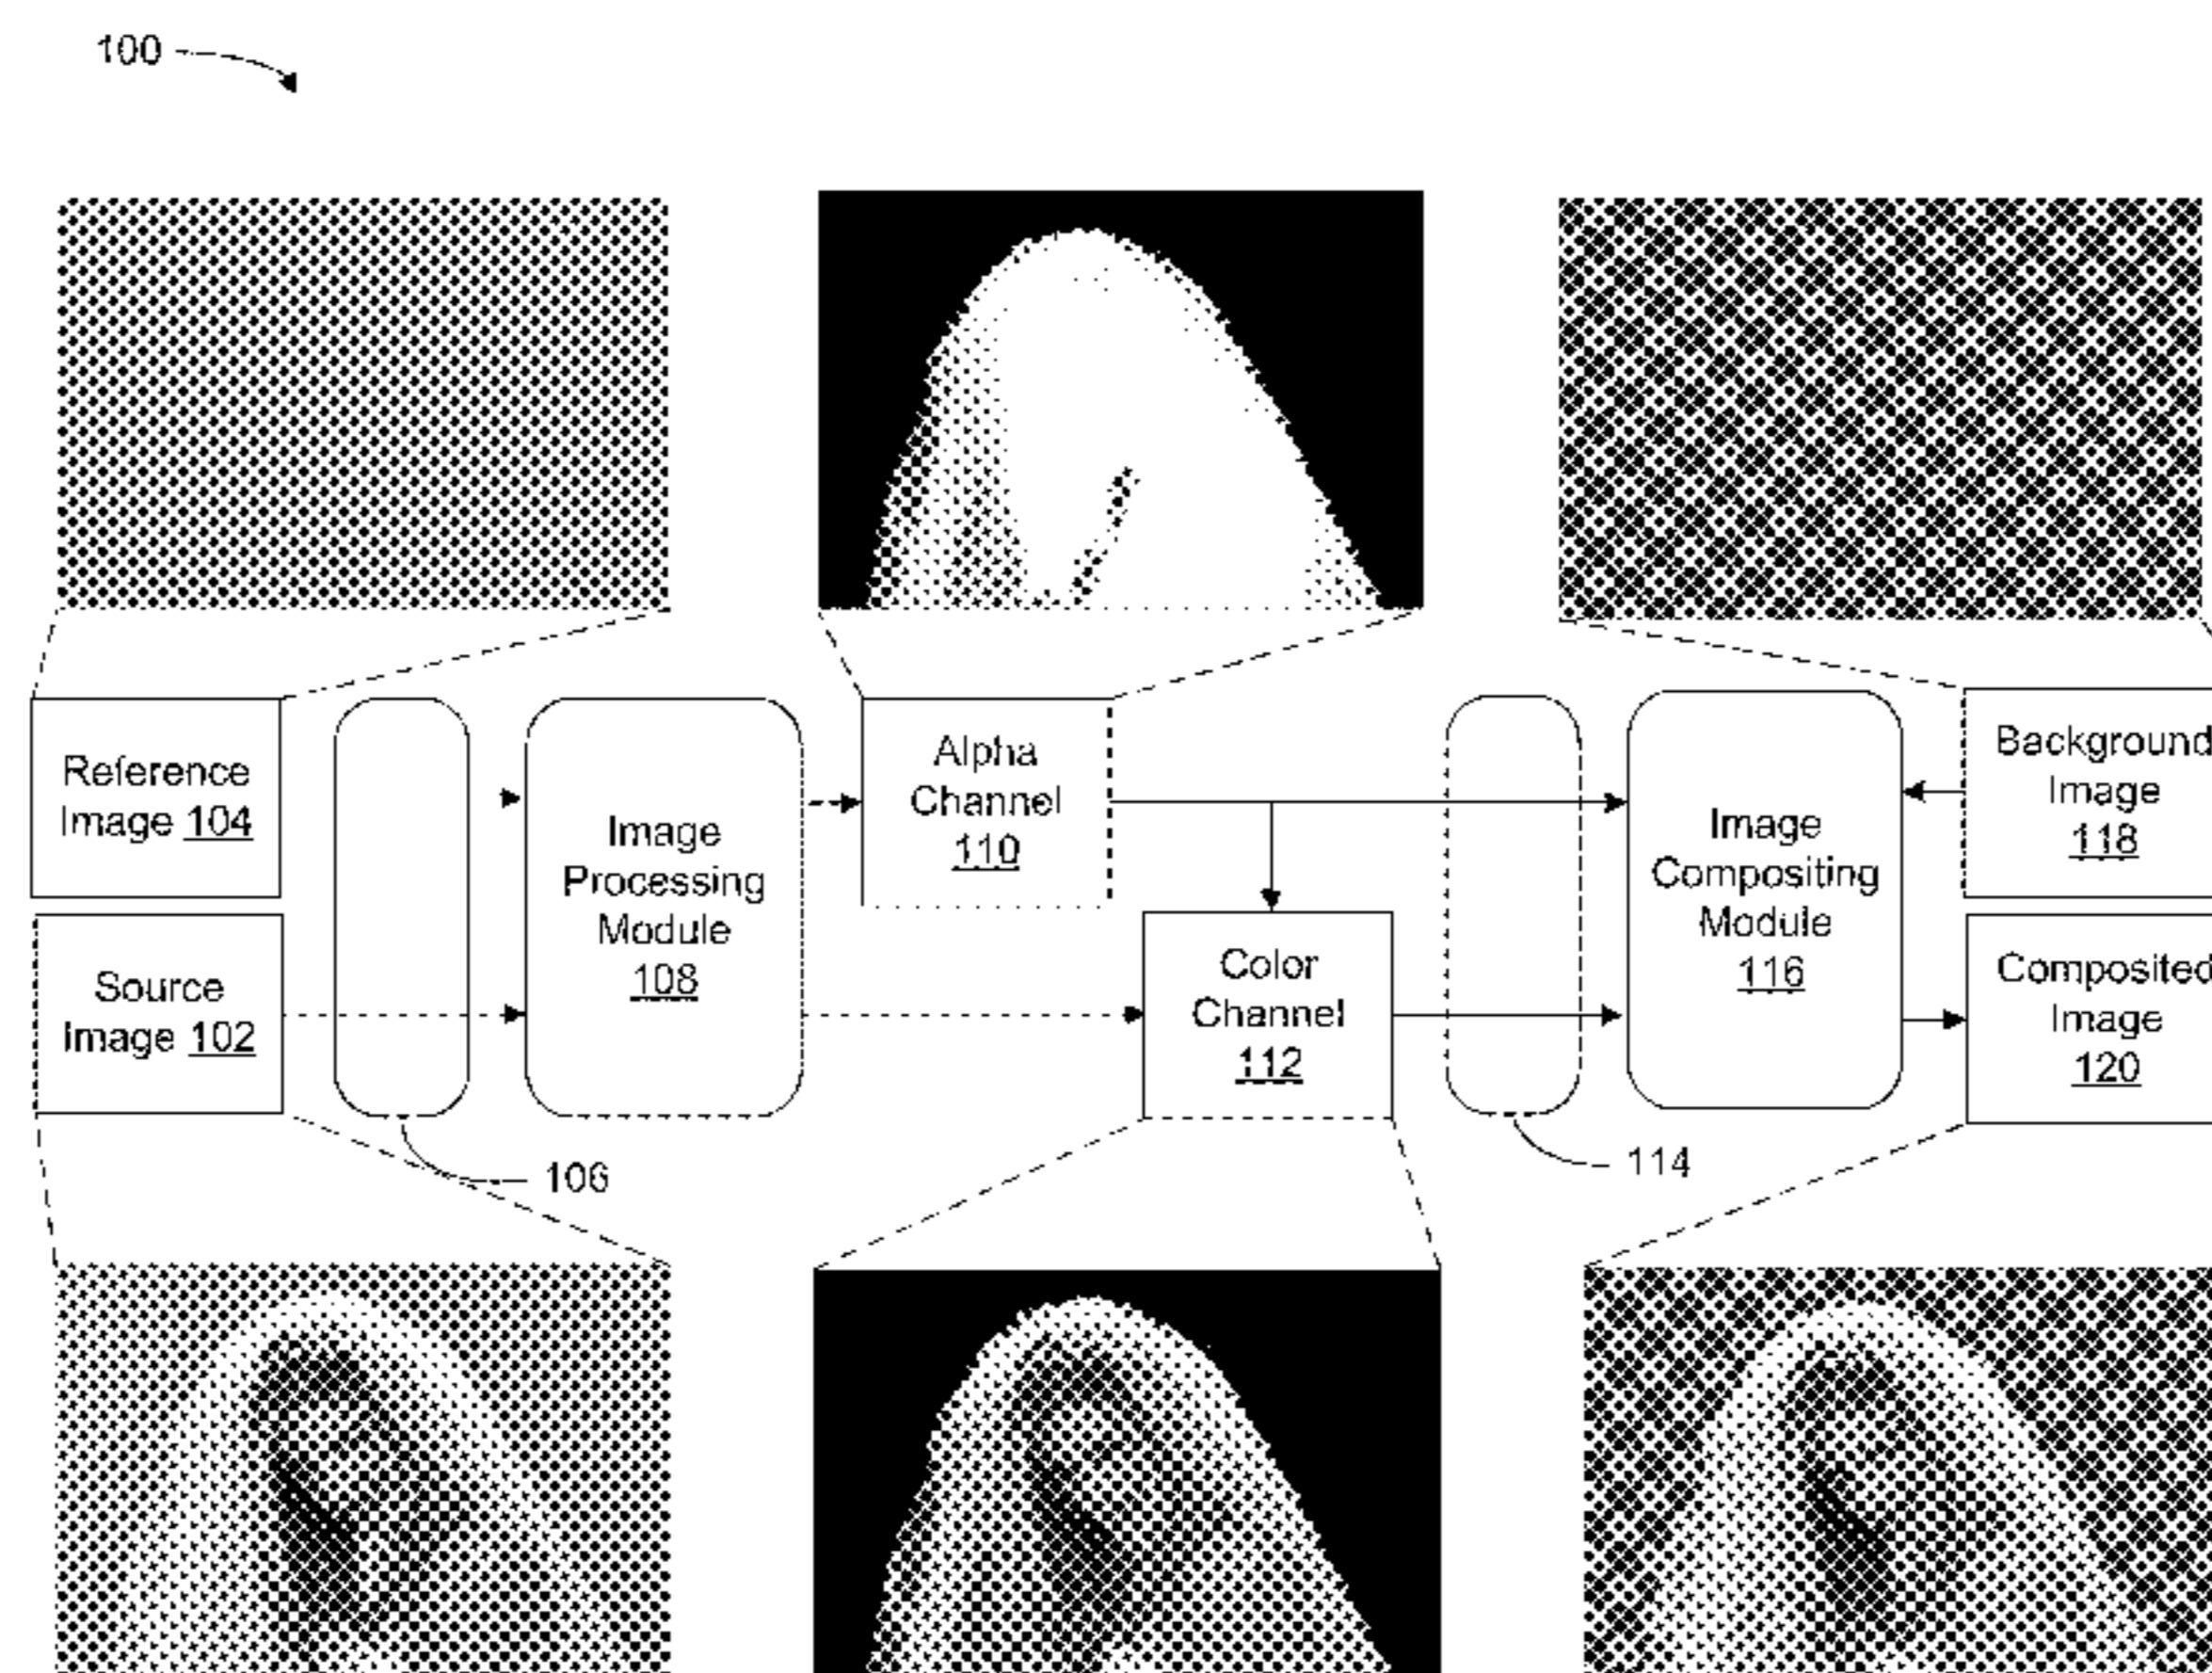 100
Reference
Image 104
Source
Image 102
106
Image
Processing
Module
108
Alpha
Channel
110
Color
Channel
112
114
Image
Compositing
Module
116
Background
Image
118
Composited
Image
120